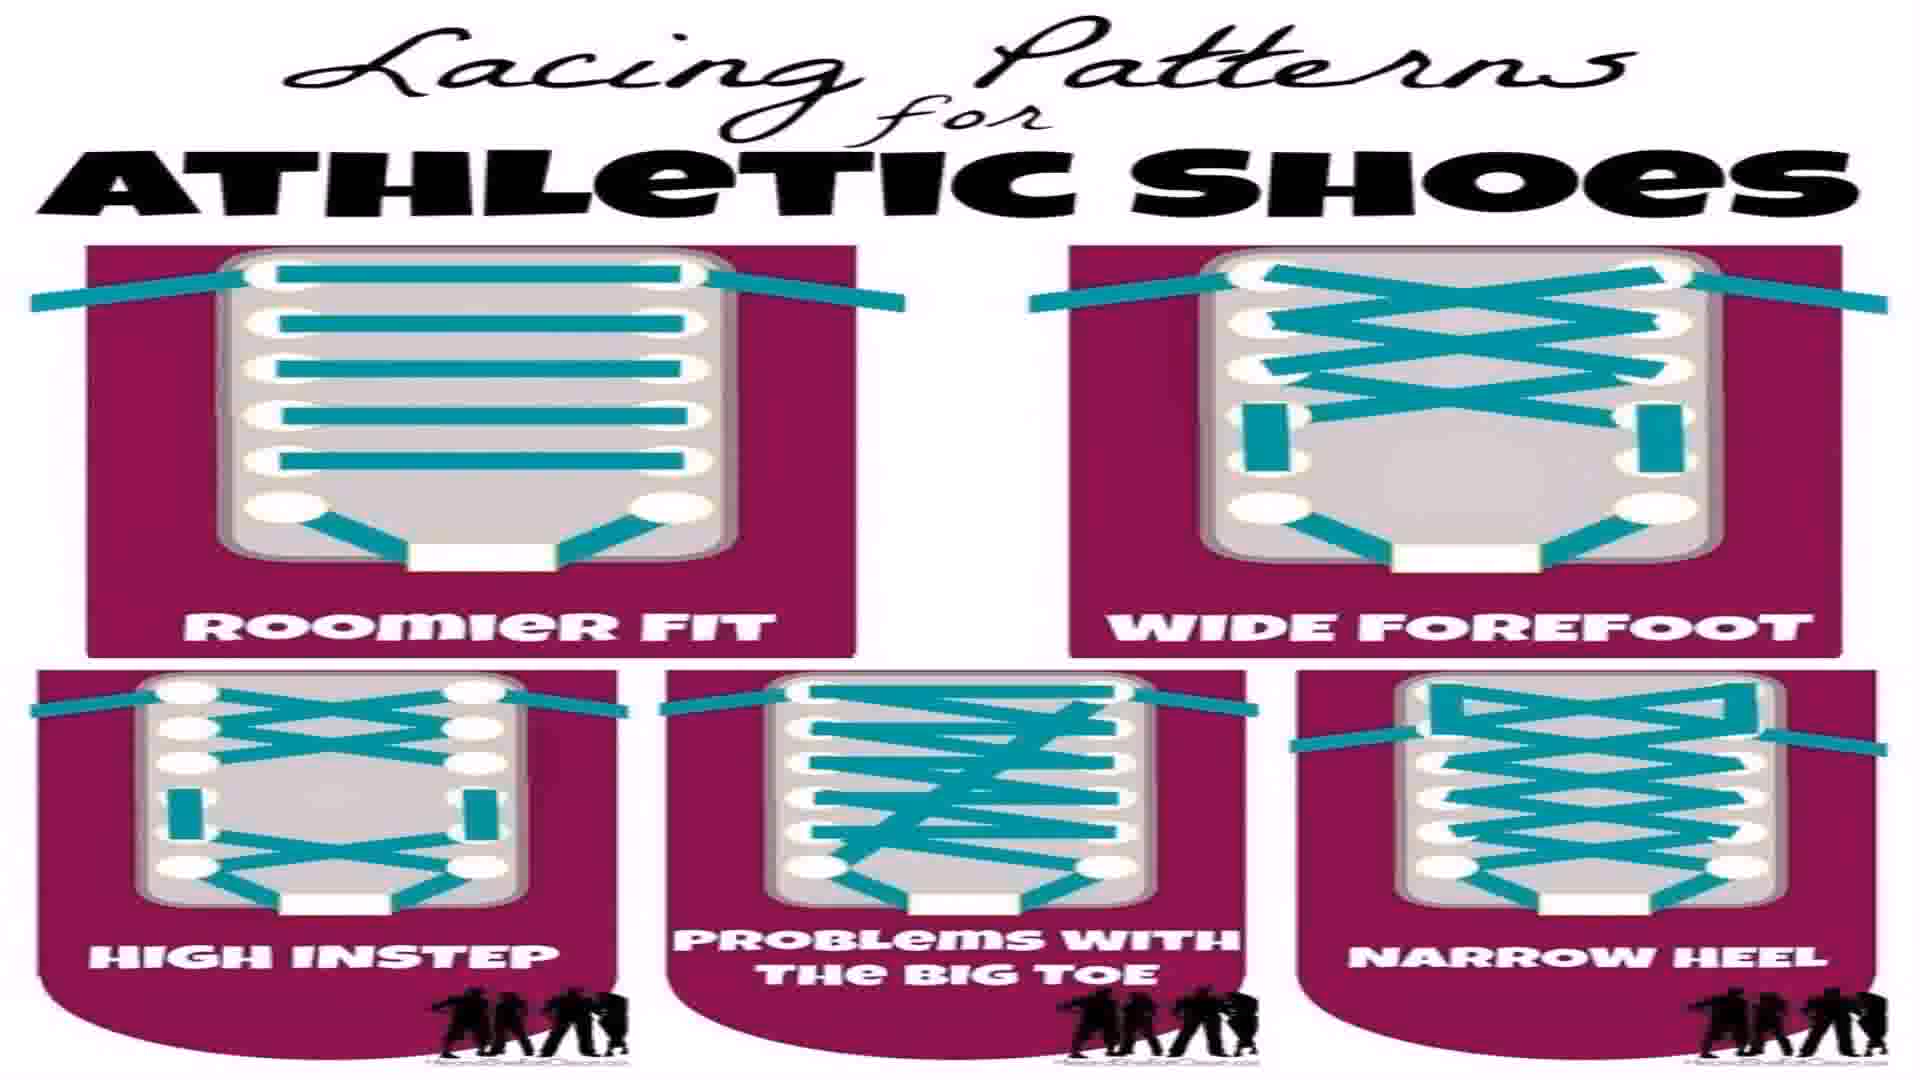 Lacing Patterns
for
ATHLeTIC SHOeS
ROOmIeR FIT
WIDE FOREFOOT
HIGH INSTEP
PROBLemS WITH
THe BIG TOE
NARROW HEEL